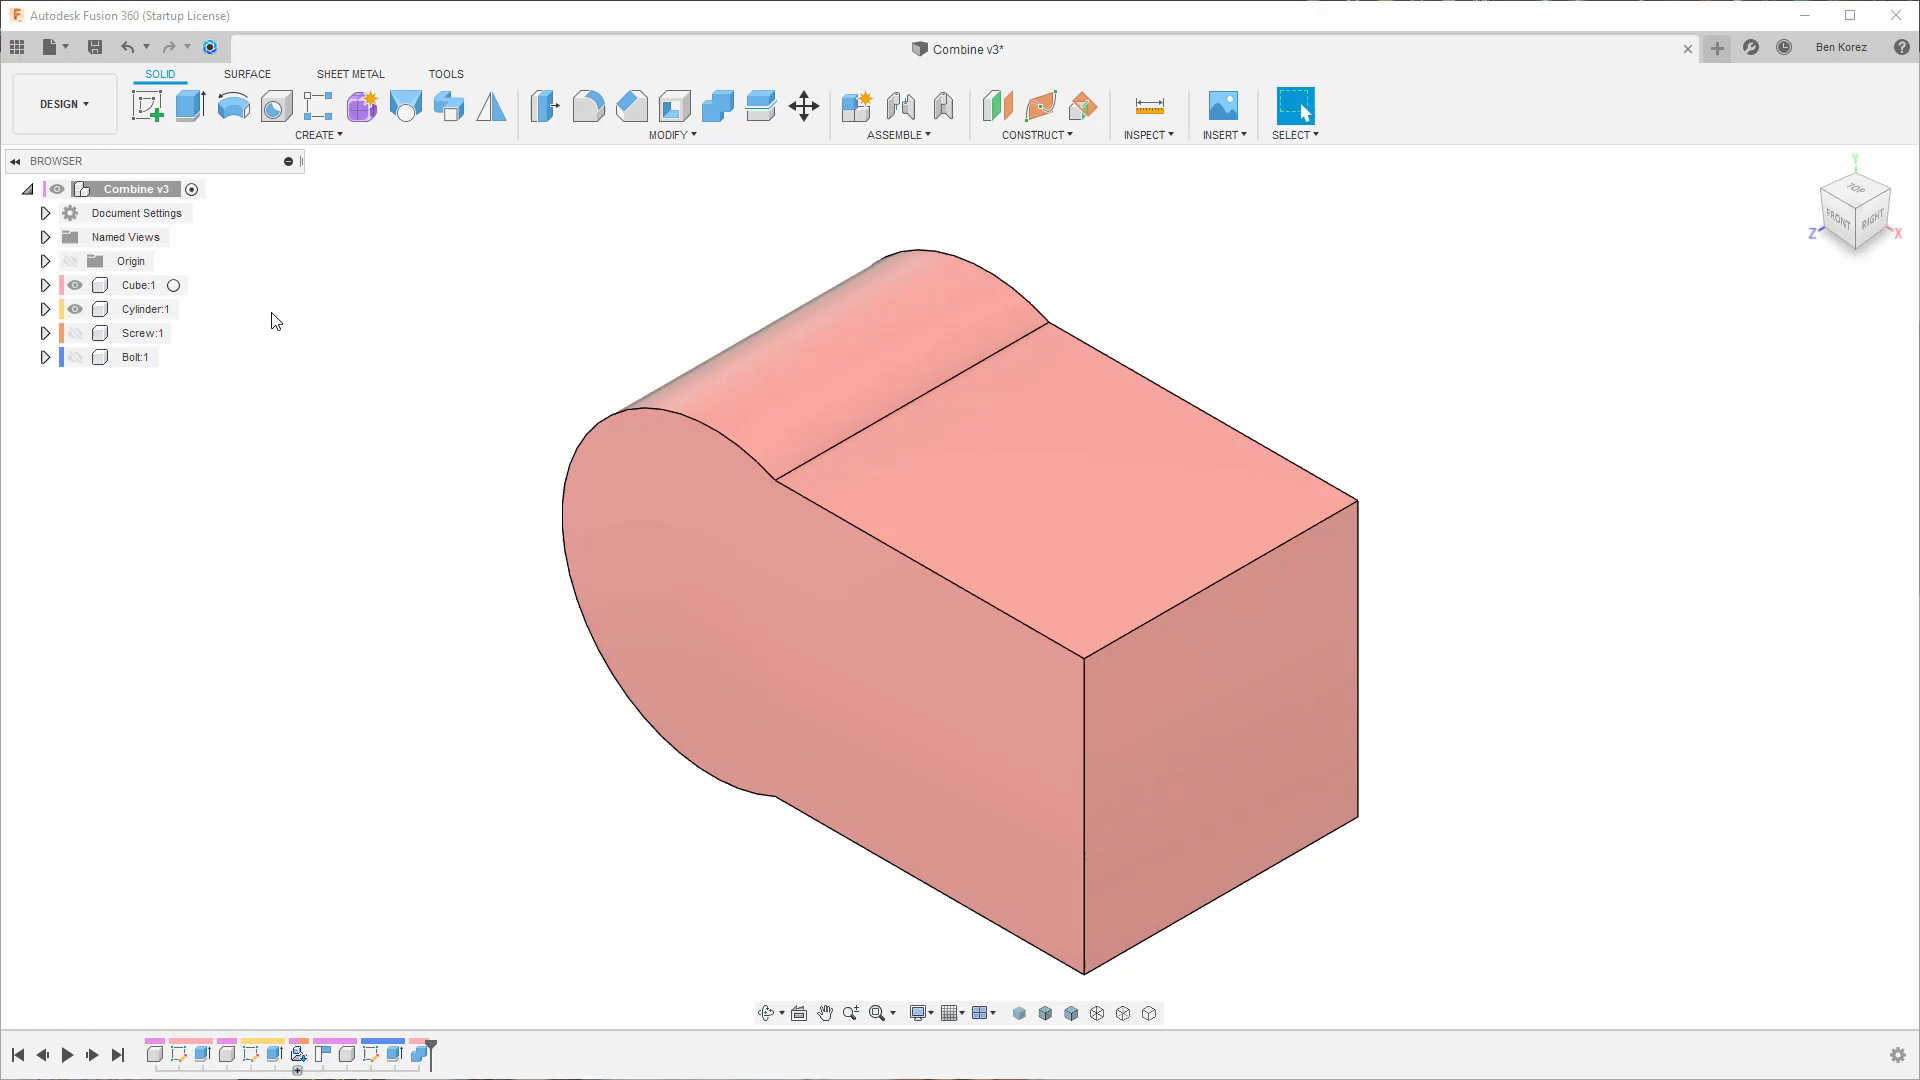 Autodesk Fusion 360 (Startup License)
Combine v3*
Ben Korez
SOLID SURFACE SHEET METAL TOOLS
DESIGN
CREATE MODIFY ASSEMBLE CONSTRUCT INSPECT INSERT SELECT
BROWSER
Combine v3
Document Settings
Named Views
Origin
Cube:1
Cylinder:1
Screw:1
Bolt:1
Y
TOP
FRONT RIGHT
Z X